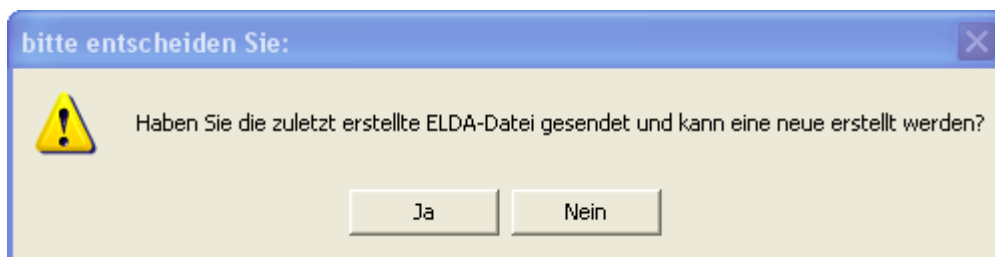 bitte entscheiden Sie:
Haben Sie die zuletzt erstellte ELDA-Datei gesendet und kann eine neue erstellt werden?
Ja
Nein